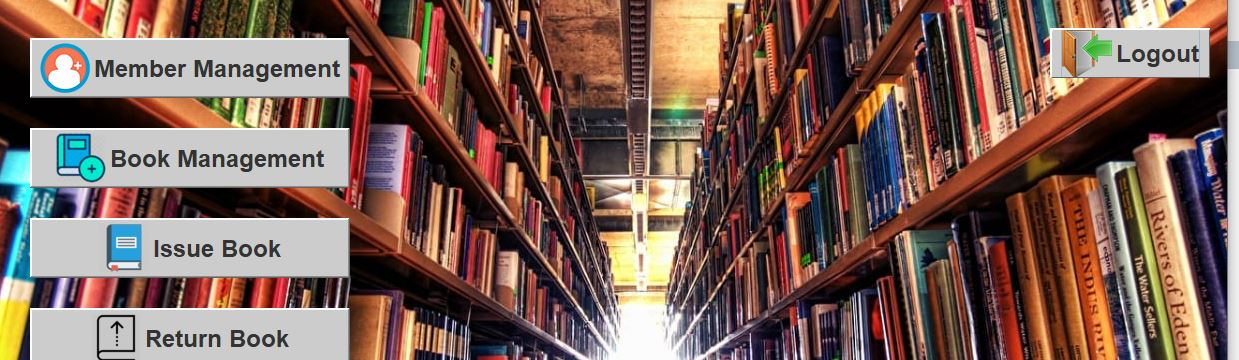 Member Management
Logout
Book Management
Issue Book
Return Book
THE INDUS
The Water Sellers
Rivers of Eden